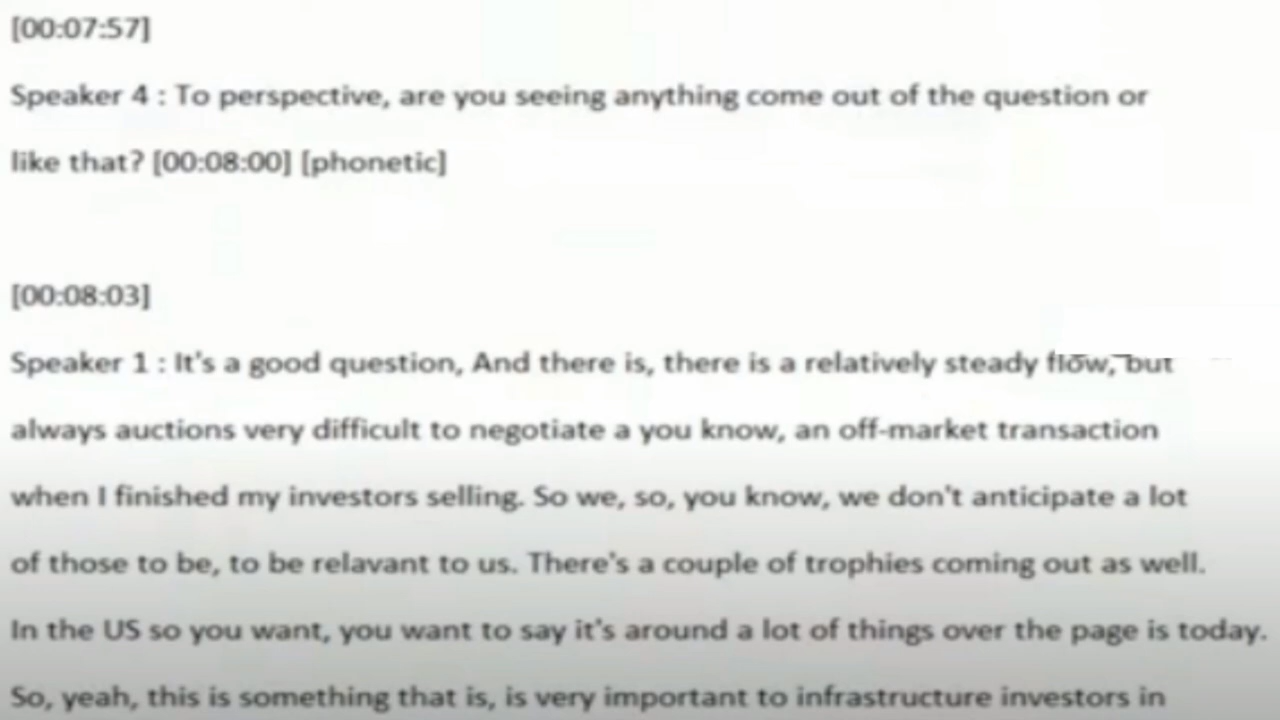 [00:07:57]
Speaker 4 : To perspective, are you seeing anything come out of the question or
like that? [00:08:00] [phonetic]
[00:08:03]
Speaker 1 : It's a good question, And there is, there is a relatively steady flow, but
always auctions very difficult to negotiate a you know, an off-market transaction
when I finished my investors selling. So we, so, you know, we don't anticipate a lot
of those to be, to be relavant to us. There's a couple of trophies coming out as well.
In the US so you want, you want to say it's around a lot of things over the page is today.
So, yeah, this is something that is, is very important to infrastructure investors in